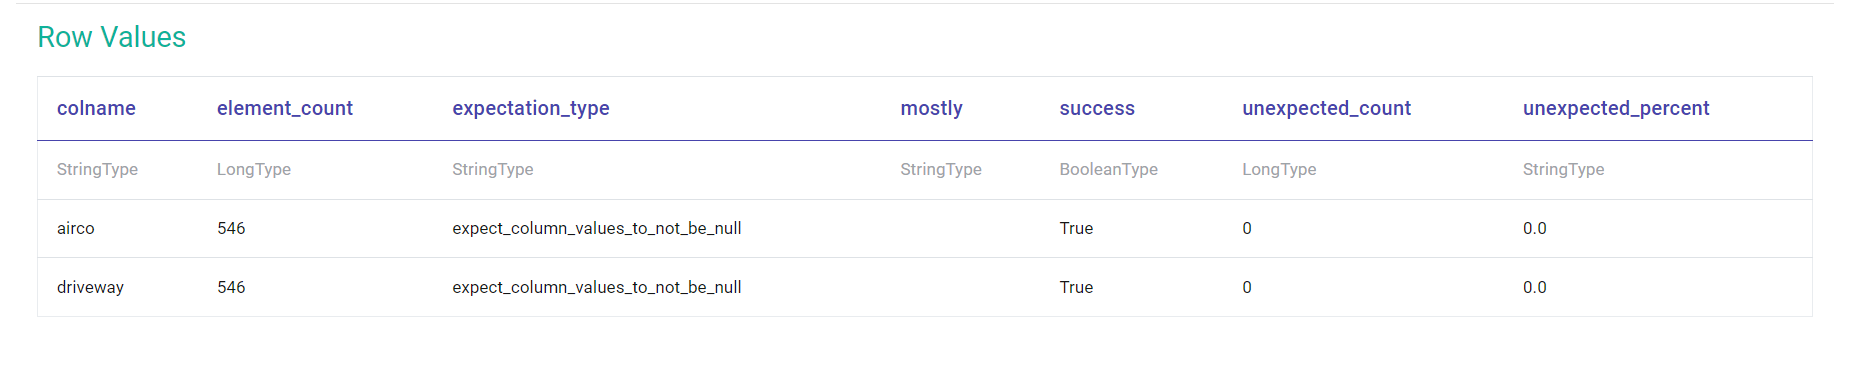 Row Values
colname element_count expectation_type mostly success unexpected_count unexpected_percent
StringType LongType StringType StringType BooleanType LongType StringType
airco 546 expect_column_values_to_not_be_null True 0 0.0
driveway 546 expect_column_values_to_not_be_null True 0 0.0